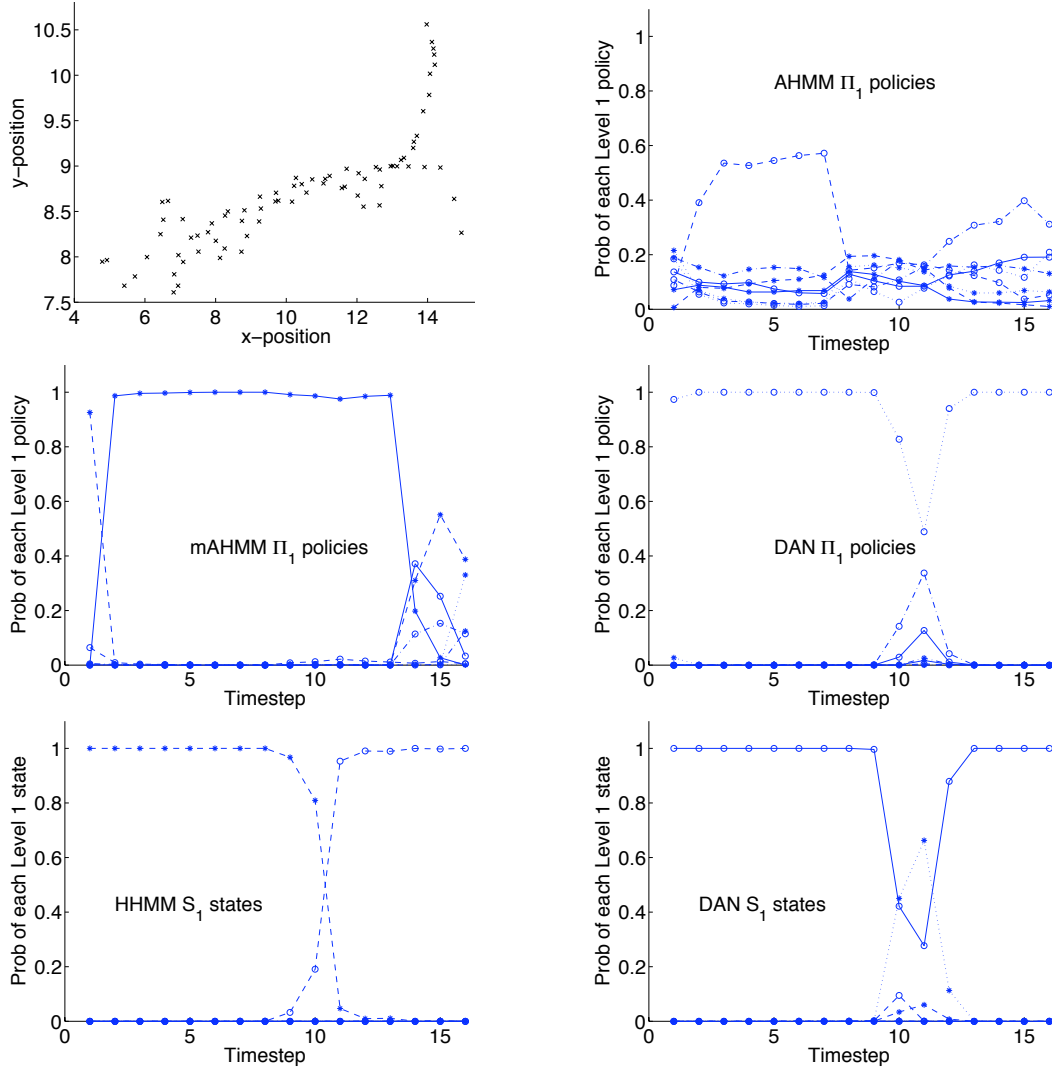 10.5
10
9.5
9
8.5
8
7.5
y−position
4 6 8 10 12 14
x−position
1
0.8
0.6
0.4
0.2
0
Prob of each Level 1 policy
AHMM Π1 policies
0 5 10 15
Timestep
1
0.8
0.6
0.4
0.2
0
Prob of each Level 1 policy
mAHMM Π1 policies
0 5 10 15
Timestep
1
0.8
0.6
0.4
0.2
0
Prob of each Level 1 policy
DAN Π1 policies
0 5 10 15
Timestep
1
0.8
0.6
0.4
0.2
0
Prob of each Level 1 state
HHMM S1 states
0 5 10 15
Timestep
1
0.8
0.6
0.4
0.2
0
Prob of each Level 1 state
DAN S1 states
0 5 10 15
Timestep